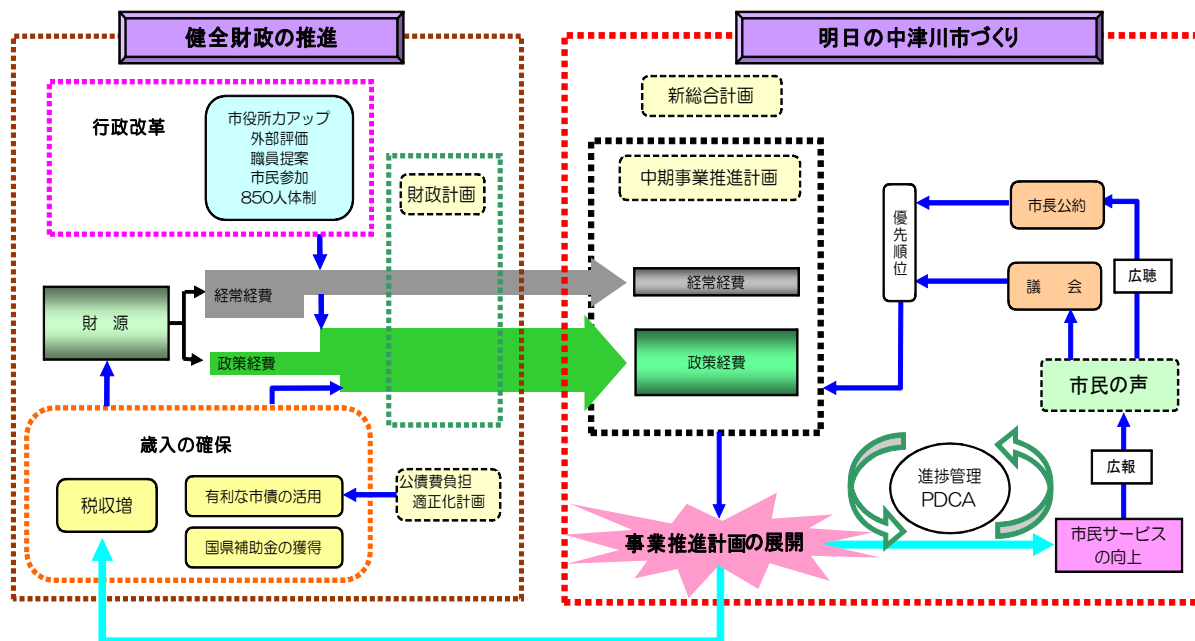 健全財政の推進
行政改革
市役所力アップ
外部評価
職員提案
市民参加
850人体制
財政計画
財　源
経常経費
政策経費
歳入の確保
税収増
有利な市債の活用
国県補助金の獲得
公債費負担
適正化計画
明日の中津川市づくり
新総合計画
中期事業推進計画
経常経費
政策経費
優先順位
市長公約
議　会
広聴
市民の声
広報
進捗管理
PDCA
事業推進計画の展開
市民サービス
の向上